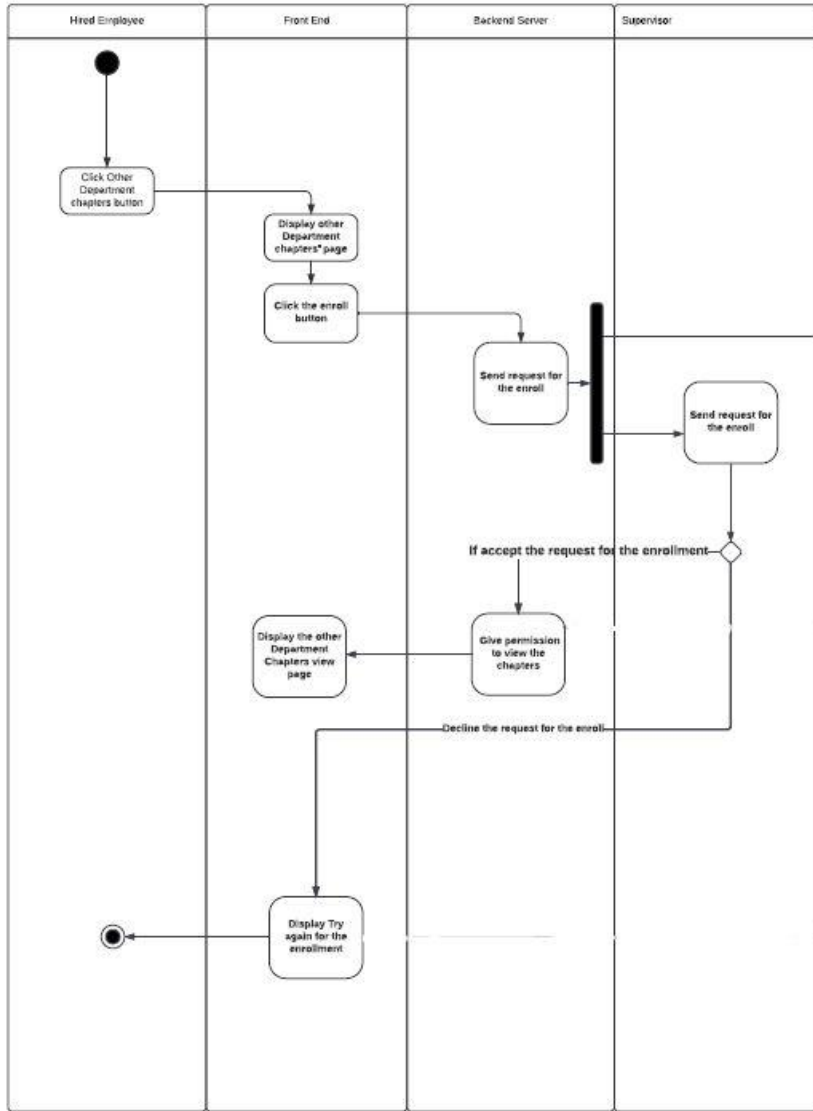 Hired Employee
Front End
Backend Server
Supervisor
Click Other
Department
chapters button
Display other
Department
chapters" page
Click the enroll
button
Send request for
the enroll
Send request for
the enroll
If accept the request for the enrollment
Give permission
to view the
chapters
Display the other
Department
Chapters view
page
Decline the request for the enroll
Display Try
again for the
enrollment